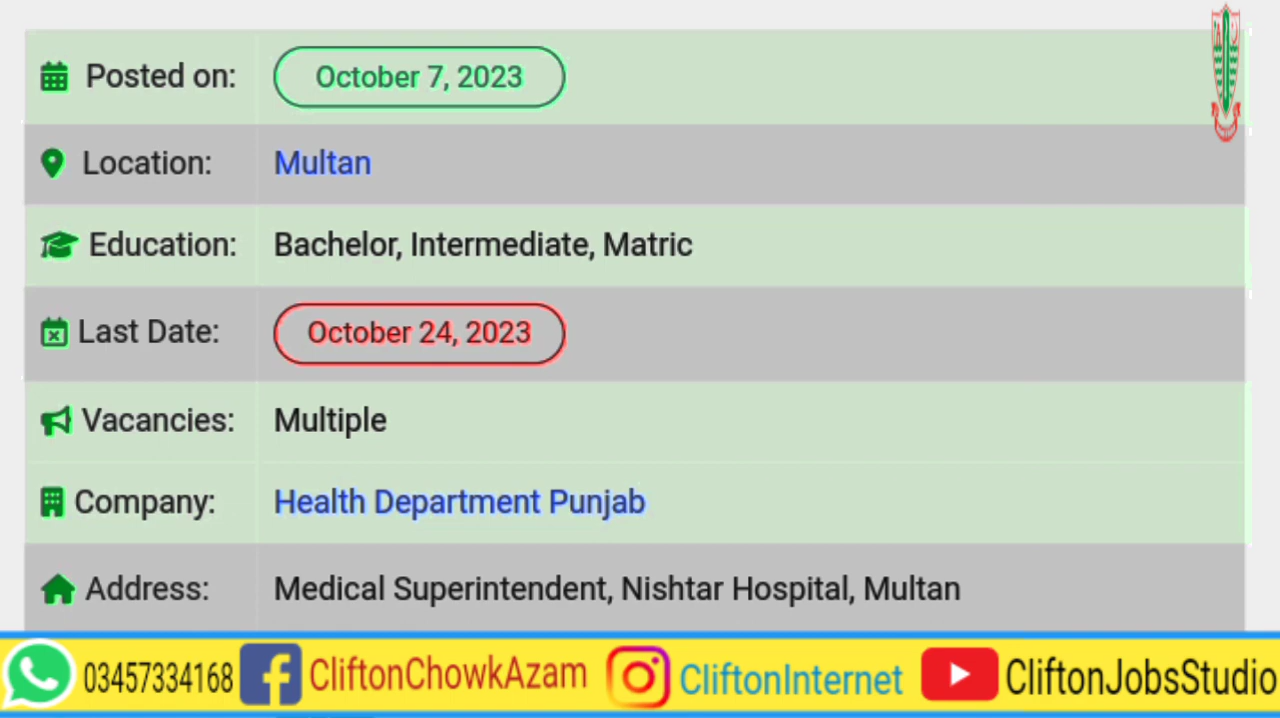 Posted on: October 7, 2023
Location: Multan
Education: Bachelor, Intermediate, Matric
Last Date: October 24, 2023
Vacancies: Multiple
Company: Health Department Punjab
Address: Medical Superintendent, Nishtar Hospital, Multan
03457334168 CliftonChowkAzam CliftonInternet CliftonJobsStudio